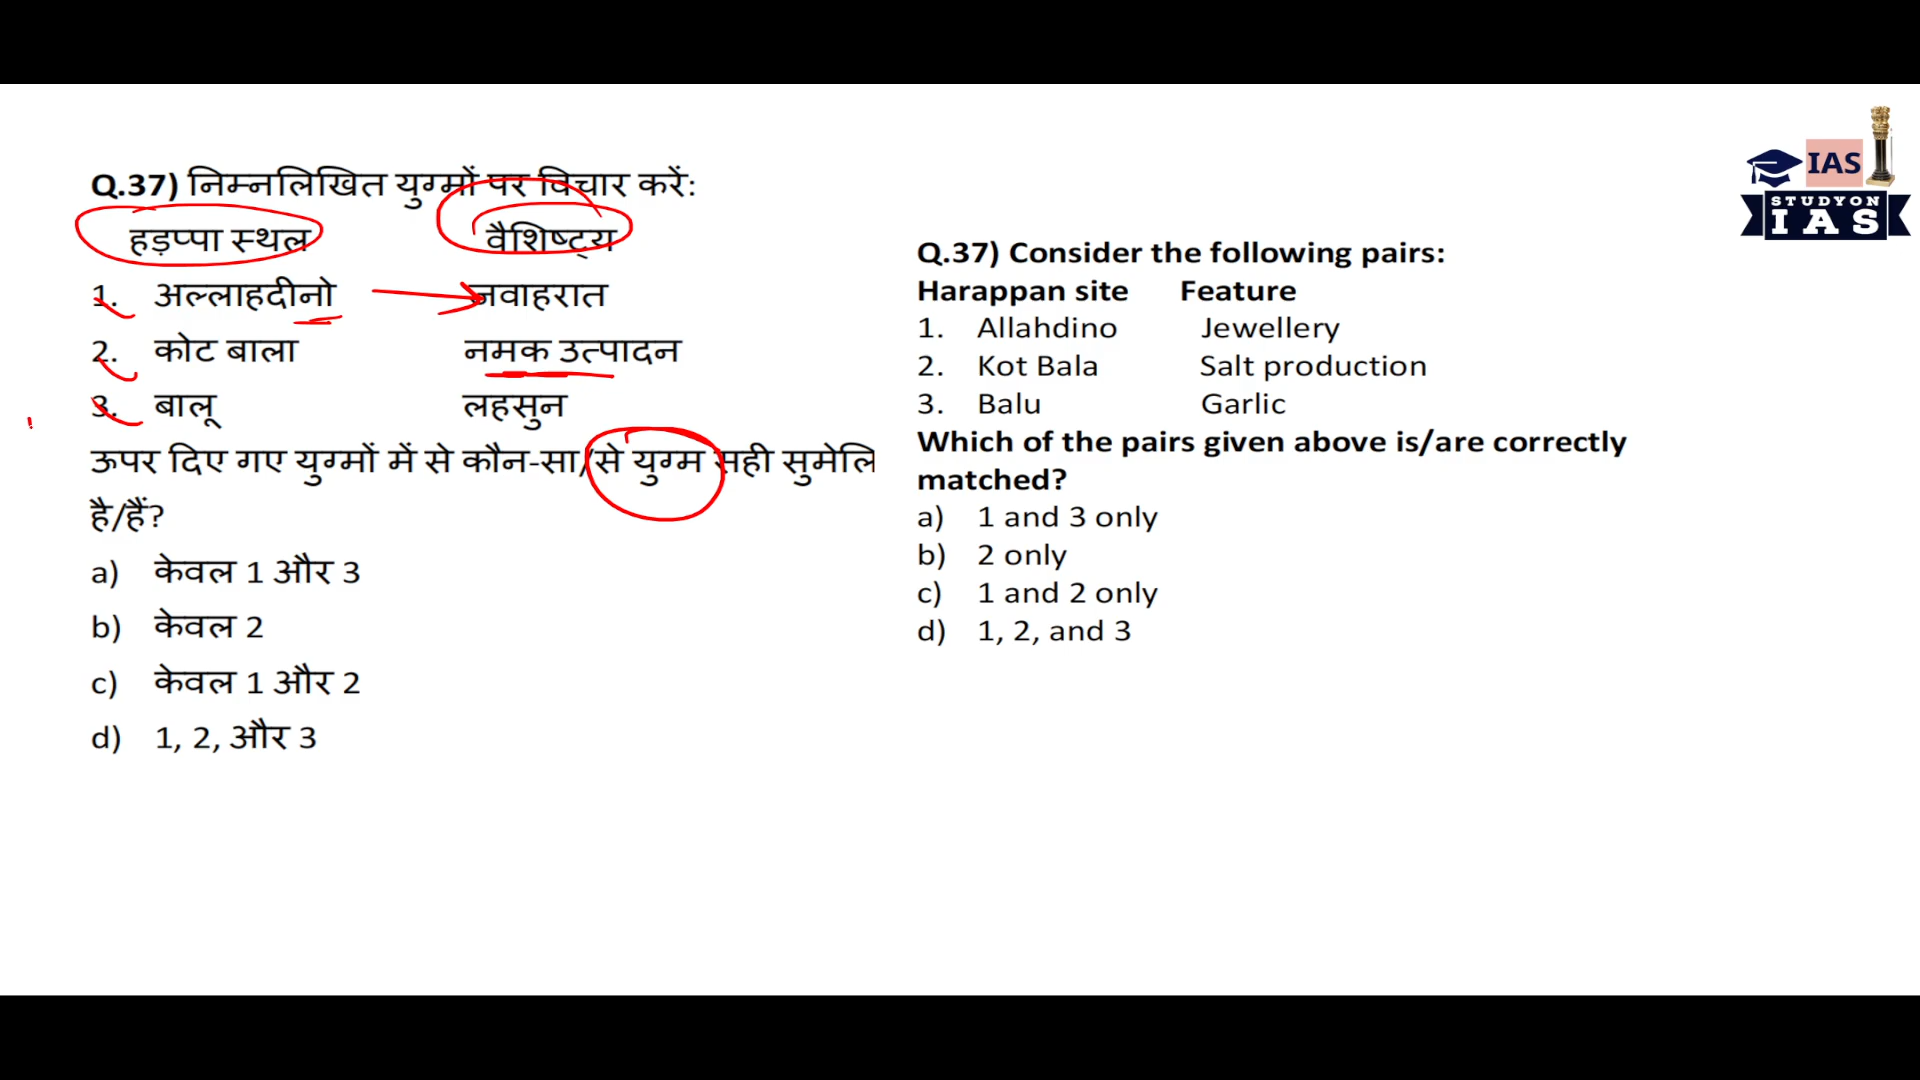 Q.37) निम्नलिखित युग्मों पर विचार करें:
हड़प्पा स्थल वैशिष्ट्य
1. अल्लाहदीनो जवाहरात
2. कोट बाला नमक उत्पादन
3. बालू लहसुन
ऊपर दिए गए युग्मों में से कौन-सा/से युग्म सही सुमेलि
है/हैं?
a) केवल 1 और 3
b) केवल 2
c) केवल 1 और 2
d) 1, 2, और 3
IAS
STUDYON
IAS
Q.37) Consider the following pairs:
Harappan site Feature
1. Allahdino Jewellery
2. Kot Bala Salt production
3. Balu Garlic
Which of the pairs given above is/are correctly
matched?
a) 1 and 3 only
b) 2 only
c) 1 and 2 only
d) 1, 2, and 3